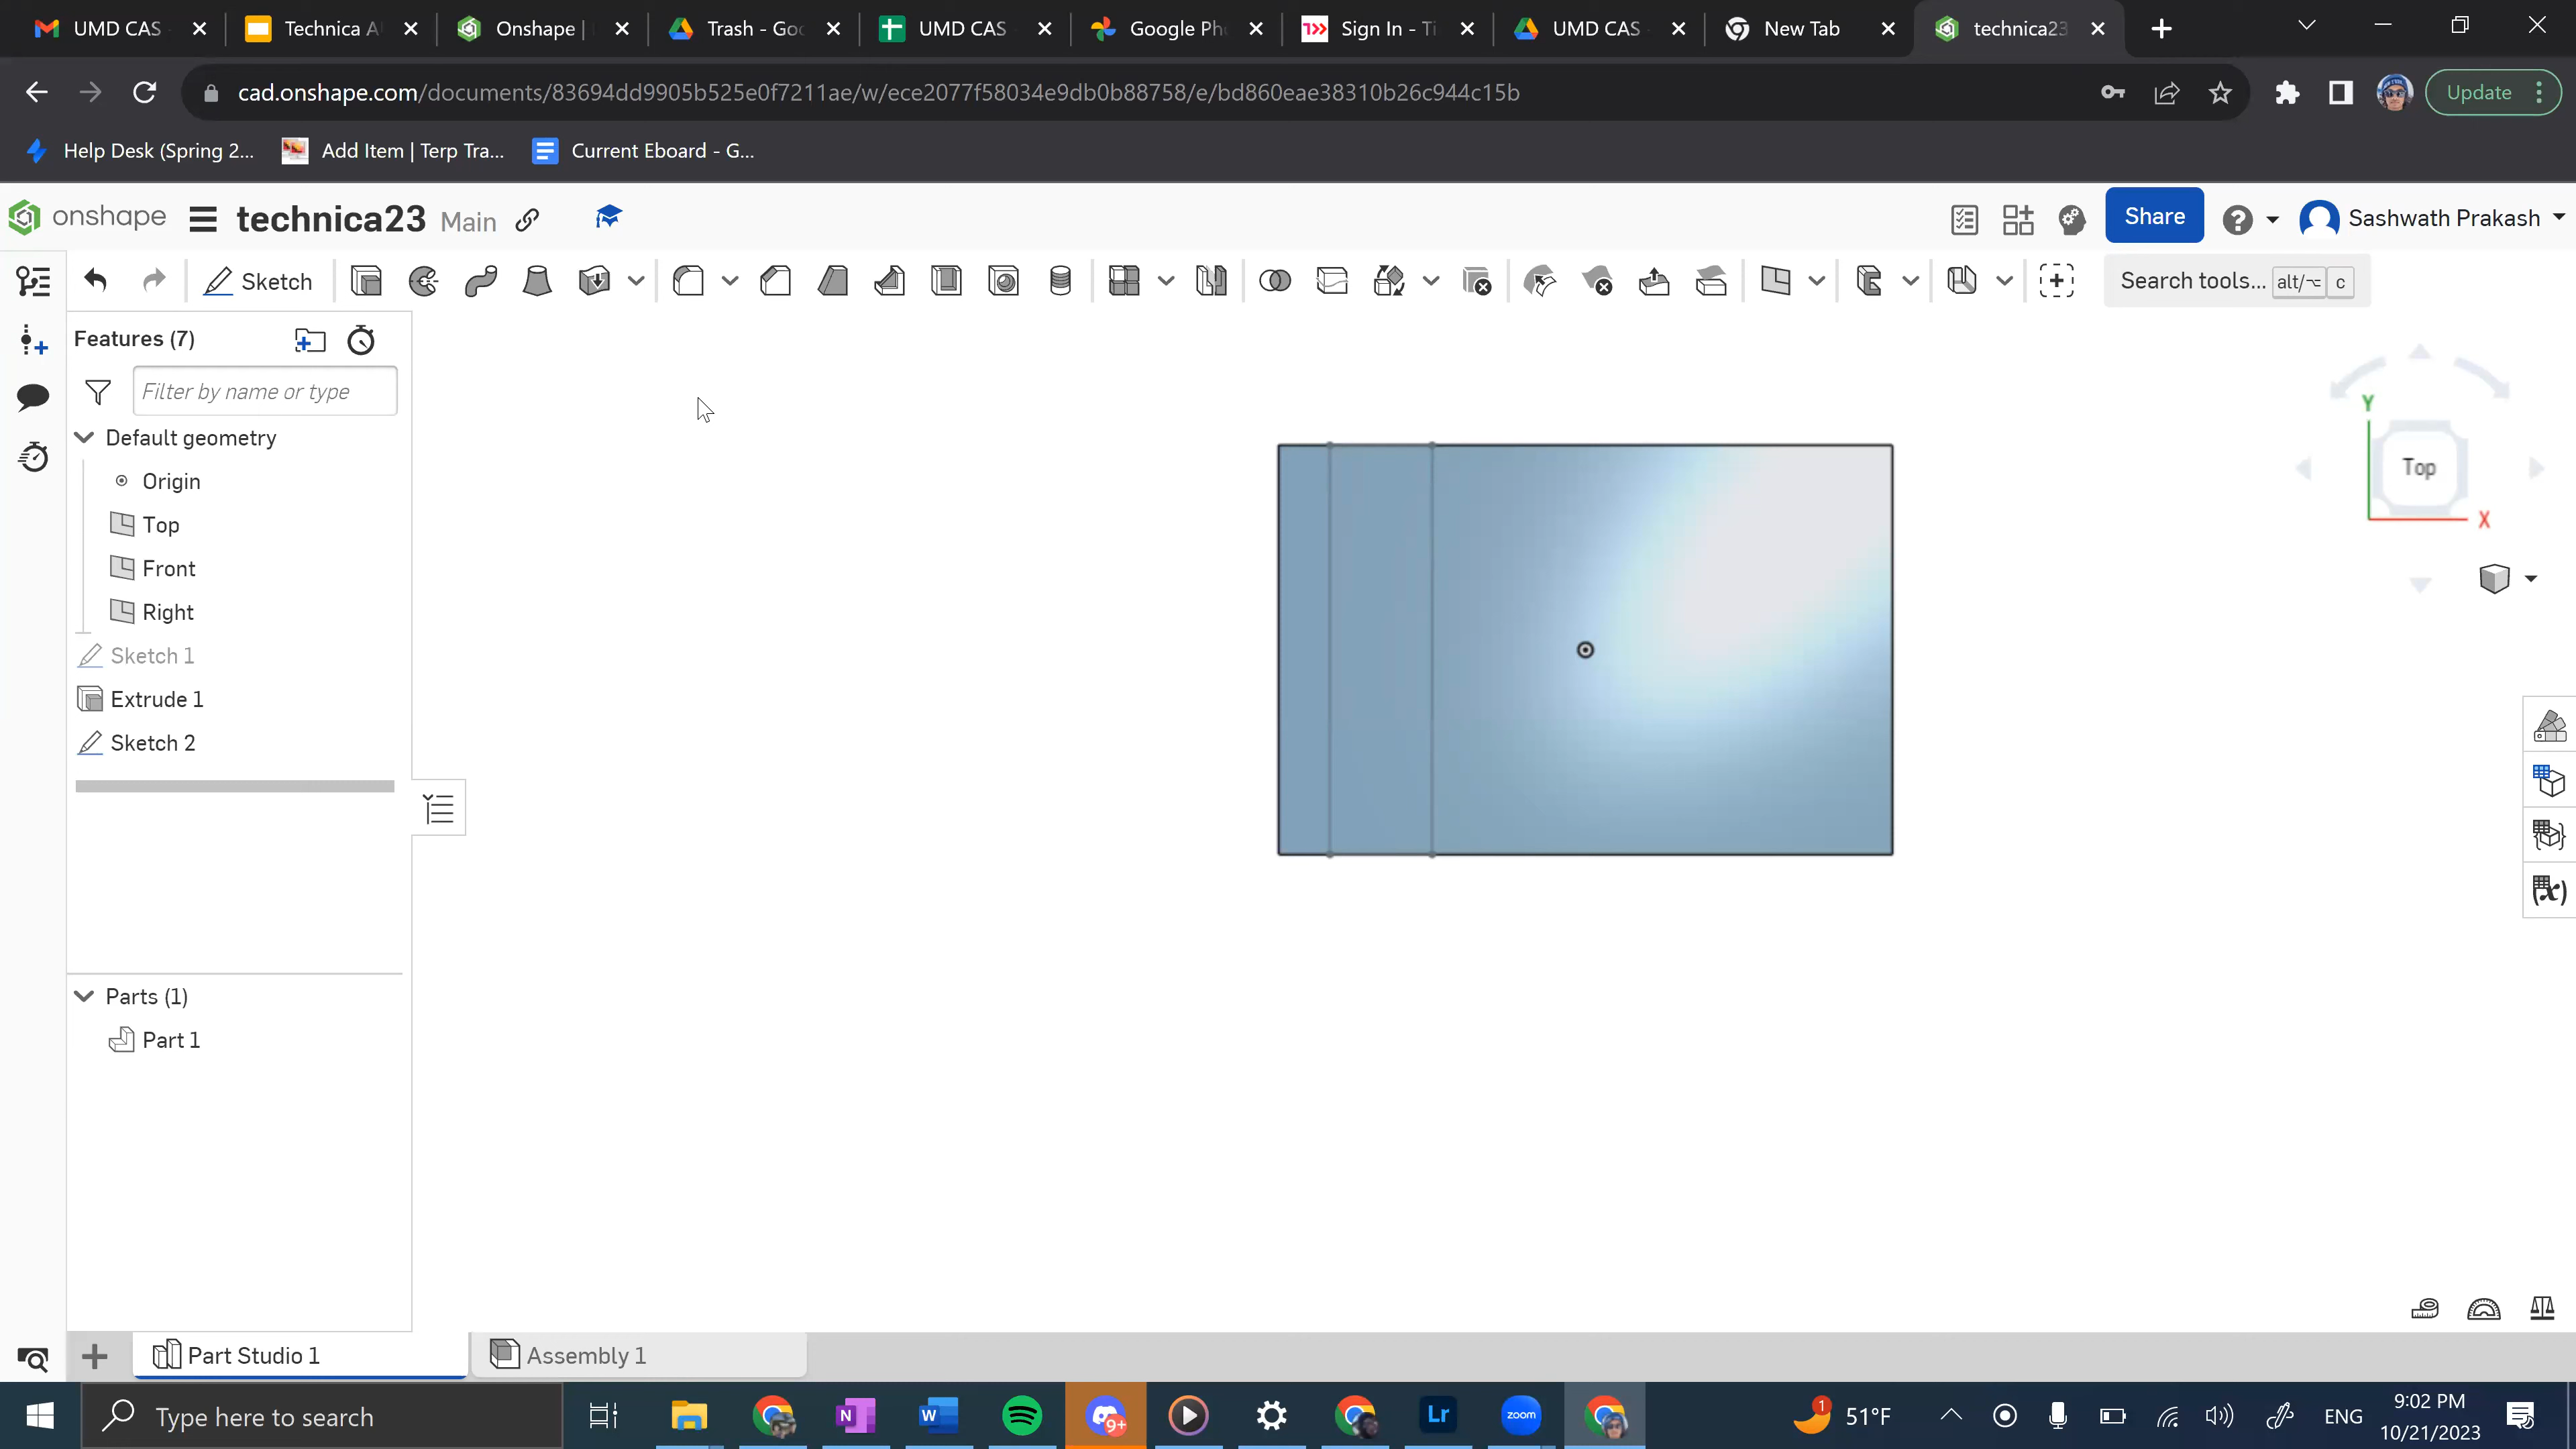 UMD CAS
Technica A
Onshape |
Trash - Goo
UMD CAS
Google Ph
Sign In - Ti
UMD CAS
New Tab
technica23
cad.onshape.com/documents/83694dd9905b525e0f7211ae/w/ece2077f58034e9db0b88758/e/bd860eae38310b26c944c15b
Update
Help Desk (Spring 2...
Add Item | Terp Tra...
Current Eboard - G...
onshape
technica23 Main
Share
Sashwath Prakash
Sketch
Search tools... alt/⌥ c
Features (7)
Filter by name or type
Default geometry
Origin
Top
Front
Right
Sketch 1
Extrude 1
Sketch 2
Y
Top
X
Parts (1)
Part 1
Part Studio 1
Assembly 1
Type here to search
N
W
9+
Lr
zoom
1
51°F
ENG
9:02 PM
10/21/2023